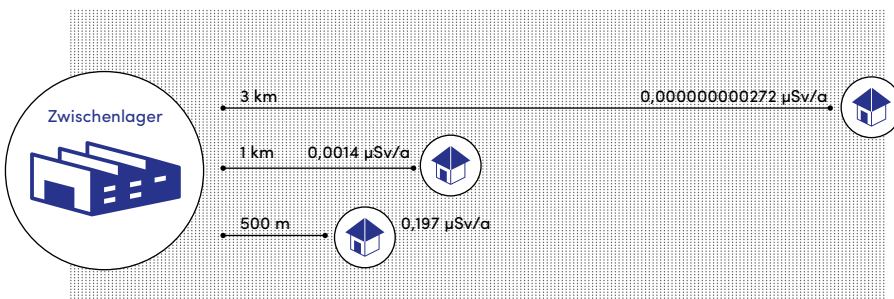 Zwischenlager
3 km
0,000000000272 µSv/a
1 km
0,0014 µSv/a
500 m
0,197 µSv/a